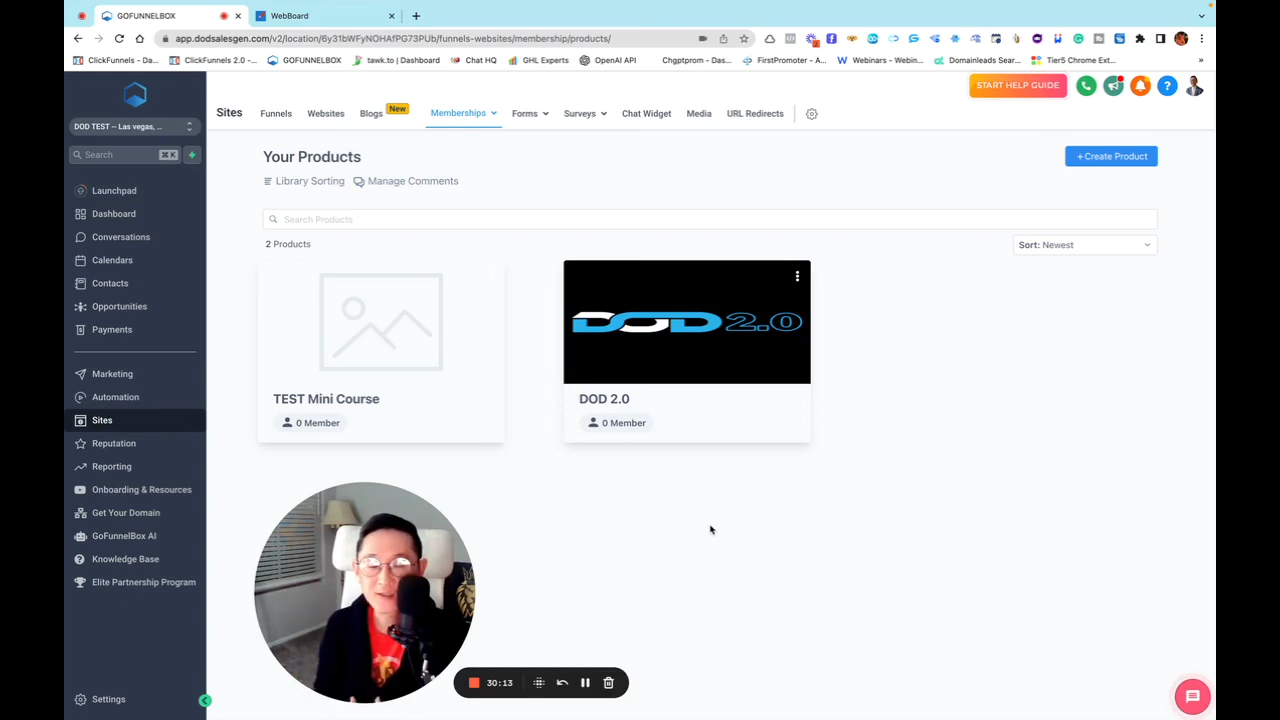 GOFUNNELBOX
WebBoard
app.dodsalesgen.com/v2/location/6y31bWFyNOHAfPG73PUb/funnels-websites/membership/products/
ClickFunnels - Da...
ClickFunnels 2.0 -...
GOFUNNELBOX
tawk.to | Dashboard
Chat HQ
GHL Experts
OpenAI API
Chgptprom - Das...
FirstPromoter - A...
Webinars - Webin...
Domainleads Sear...
Tier5 Chrome Ext...
START HELP GUIDE
Sites
Funnels
Websites
Blogs
New
Memberships
Forms
Surveys
Chat Widget
Media
URL Redirects
DOD TEST -- Las vegas, ...
Search
⌘ K
Launchpad
Dashboard
Conversations
Calendars
Contacts
Opportunities
Payments
Marketing
Automation
Sites
Reputation
Reporting
Onboarding & Resources
Get Your Domain
GoFunnelBox AI
Knowledge Base
Elite Partnership Program
Settings
Your Products
+Create Product
Library Sorting
Manage Comments
Search Products
2 Products
Sort: Newest
DOD 2.0
TEST Mini Course
0 Member
DOD 2.0
0 Member
30:13